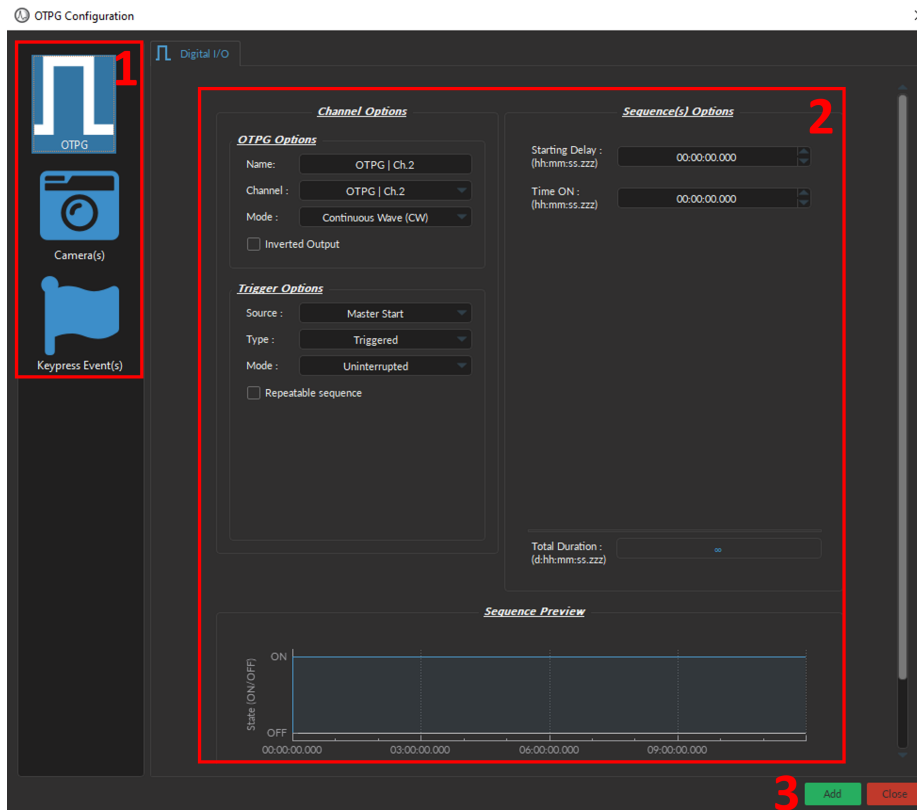 OTPG Configuration
1
OTPG
Camera(s)
Keypress Event(s)
Digital I/O
2
Channel Options
OTPG Options
Name: OTPG | Ch.2
Channel : OTPG | Ch.2
Mode : Continuous Wave (CW)
Inverted Output
Trigger Options
Source : Master Start
Type : Triggered
Mode : Uninterrupted
Repeatable sequence
Sequence(s) Options
Starting Delay : 00:00:00.000
(hh:mm:ss.zzz)
Time ON : 00:00:00.000
(hh:mm:ss.zzz)
Total Duration : ∞
(d:hh:mm:ss.zzz)
Sequence Preview
State (ON/OFF)
ON
OFF
00:00:00.000 03:00:00.000 06:00:00.000 09:00:00.000
3
Add Close